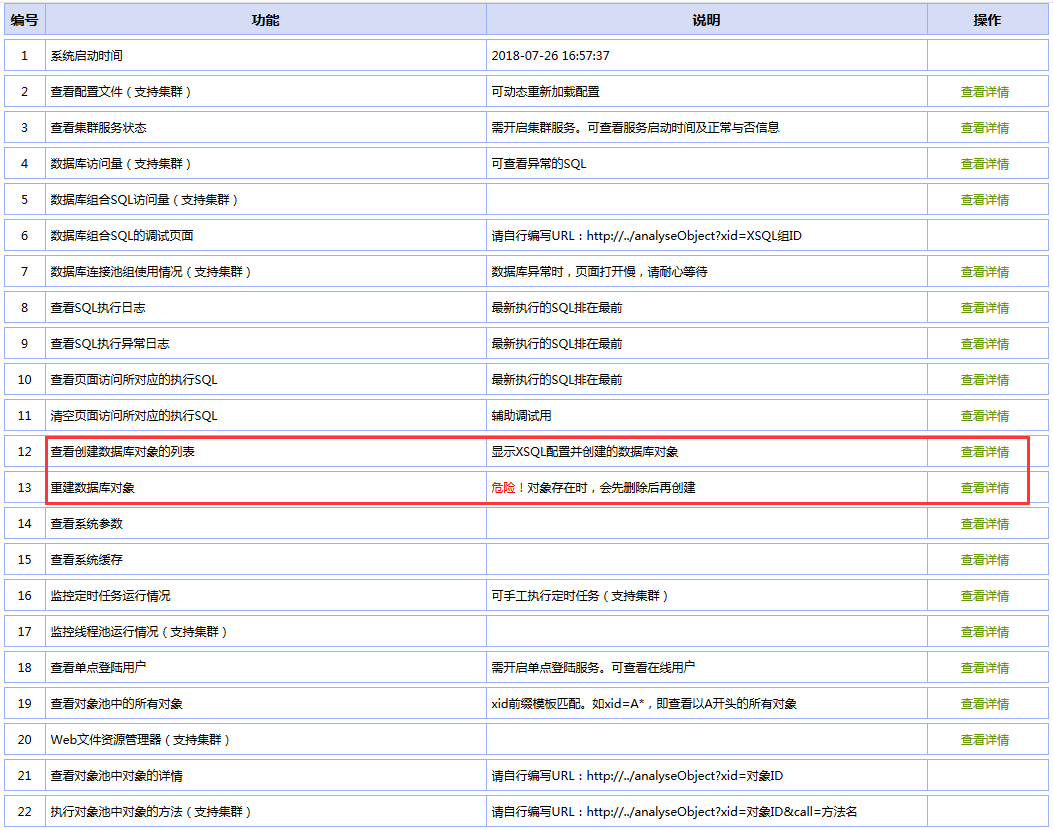 编号 功能 说明 操作
1 系统启动时间 2018-07-26 16:57:37
2 查看配置文件（支持集群） 可动态重新加载配置 查看详情
3 查看集群服务状态 需开启集群服务。可查看服务启动时间及正常与否信息 查看详情
4 数据库访问量（支持集群） 可查看异常的SQL 查看详情
5 数据库组合SQL访问量（支持集群） 查看详情
6 数据库组合SQL的调试页面 请自行编写URL：http://../analyseObject?xid=XSQL组ID
7 数据库连接池组使用情况（支持集群） 数据库异常时，页面打开慢，请耐心等待 查看详情
8 查看SQL执行日志 最新执行的SQL排在最前 查看详情
9 查看SQL执行异常日志 最新执行的SQL排在最前 查看详情
10 查看页面访问所对应的执行SQL 最新执行的SQL排在最前 查看详情
11 清空页面访问所对应的执行SQL 辅助调试用 查看详情
12 查看创建数据库对象的列表 显示XSQL配置并创建的数据库对象 查看详情
13 重建数据库对象 危险！对象存在时，会先删除后再创建 查看详情
14 查看系统参数 查看详情
15 查看系统缓存 查看详情
16 监控定时任务运行情况 可手工执行定时任务（支持集群） 查看详情
17 监控线程池运行情况（支持集群） 查看详情
18 查看单点登陆用户 需开启单点登陆服务。可查看在线用户 查看详情
19 查看对象池中的所有对象 xid前缀模板匹配。如xid=A*，即查看以A开头的所有对象 查看详情
20 Web文件资源管理器（支持集群） 查看详情
21 查看对象池中对象的详情 请自行编写URL：http://../analyseObject?xid=对象ID
22 执行对象池中对象的方法（支持集群） 请自行编写URL：http://../analyseObject?xid=对象ID&call=方法名